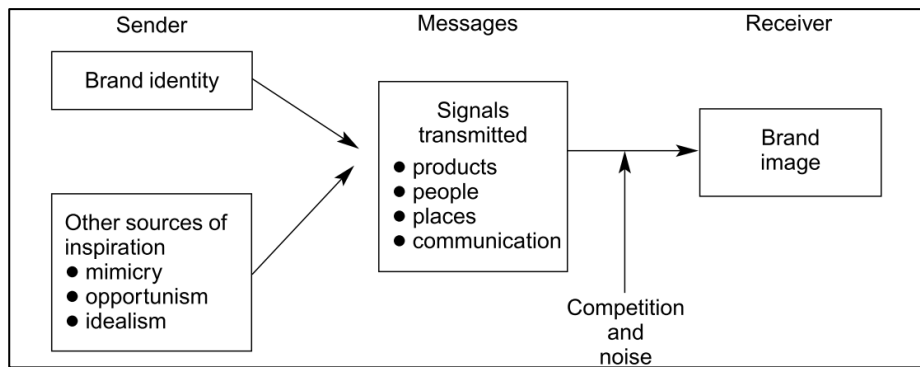 Sender
Messages
Receiver
Brand identity
Other sources of
inspiration
● mimicry
● opportunism
● idealism
Signals
transmitted
● products
● people
● places
● communication
Brand
image
Competition
and
noise